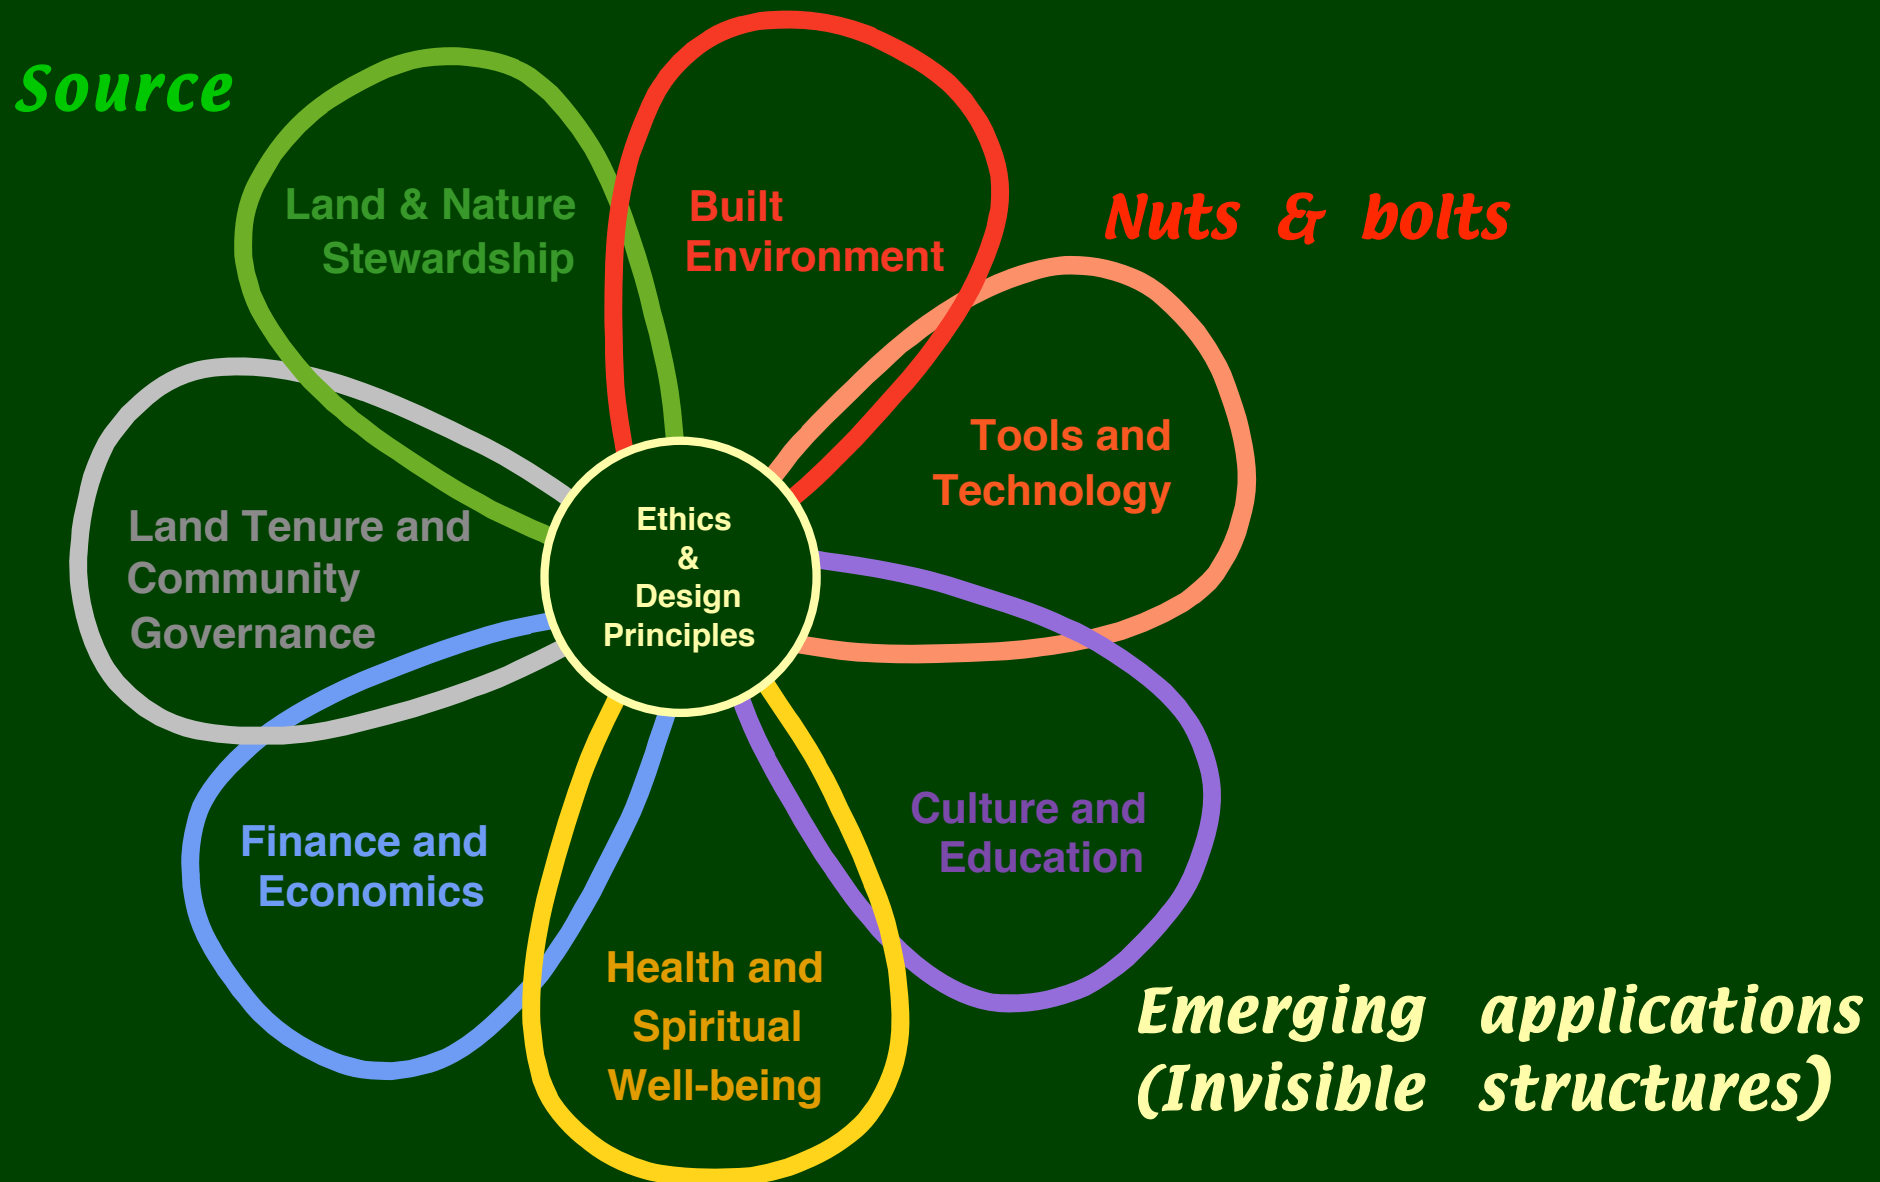 Source
Land & Nature
Stewardship
Built
Environment
Nuts & bolts
Tools and
Technology
Land Tenure and
Community
Governance
Ethics
&
Design
Principles
Finance and
Economics
Culture and
Education
Health and
Spiritual
Well-being
Emerging applications
(Invisible structures)